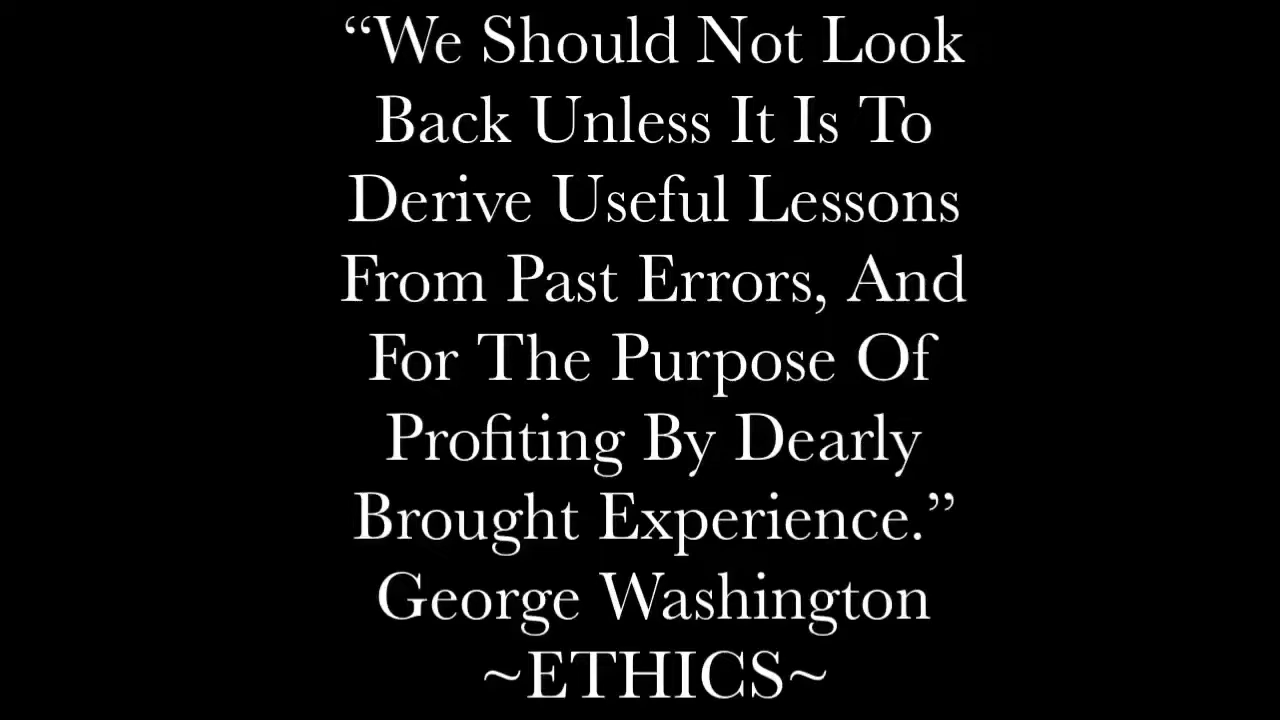 “We Should Not Look
Back Unless It Is To
Derive Useful Lessons
From Past Errors, And
For The Purpose Of
Profiting By Dearly
Brought Experience.”
George Washington
~ETHICS~